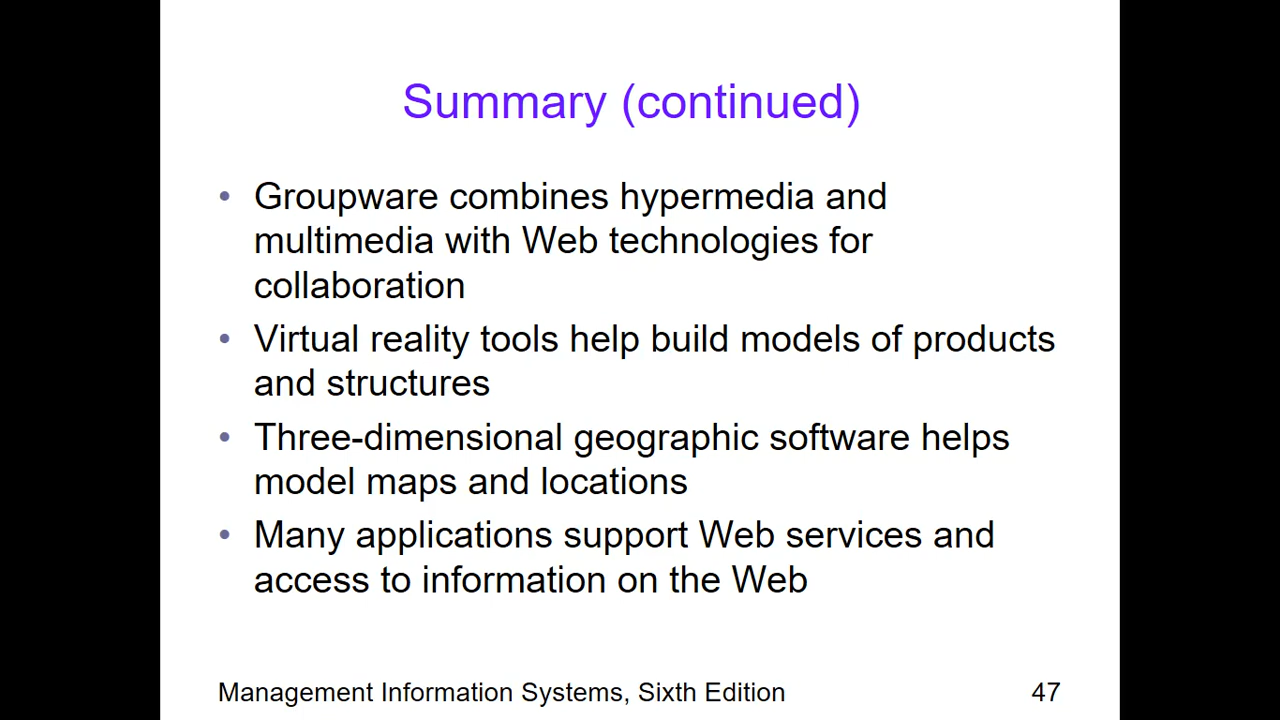 Summary (continued)
• Groupware combines hypermedia and
multimedia with Web technologies for
collaboration
• Virtual reality tools help build models of products
and structures
• Three-dimensional geographic software helps
model maps and locations
• Many applications support Web services and
access to information on the Web
Management Information Systems, Sixth Edition 47